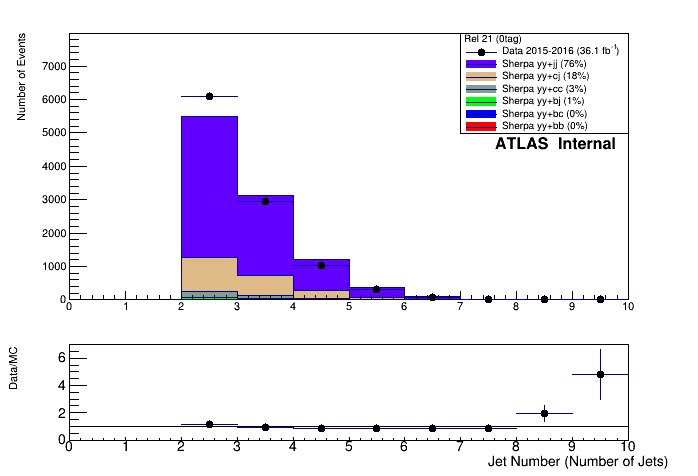 Rel 21 (0tag)
Data 2015-2016 (36.1 fb⁻¹)
Sherpa yy+jj (76%)
Sherpa yy+cj (18%)
Sherpa yy+cc (3%)
Sherpa yy+bj (1%)
Sherpa yy+bc (0%)
Sherpa yy+bb (0%)
ATLAS Internal
Number of Events
7000
6000
5000
4000
3000
2000
1000
0
0 1 2 3 4 5 6 7 8 9 10
Data/MC
6
4
2
0
0 1 2 3 4 5 6 7 8 9 10
Jet Number (Number of Jets)